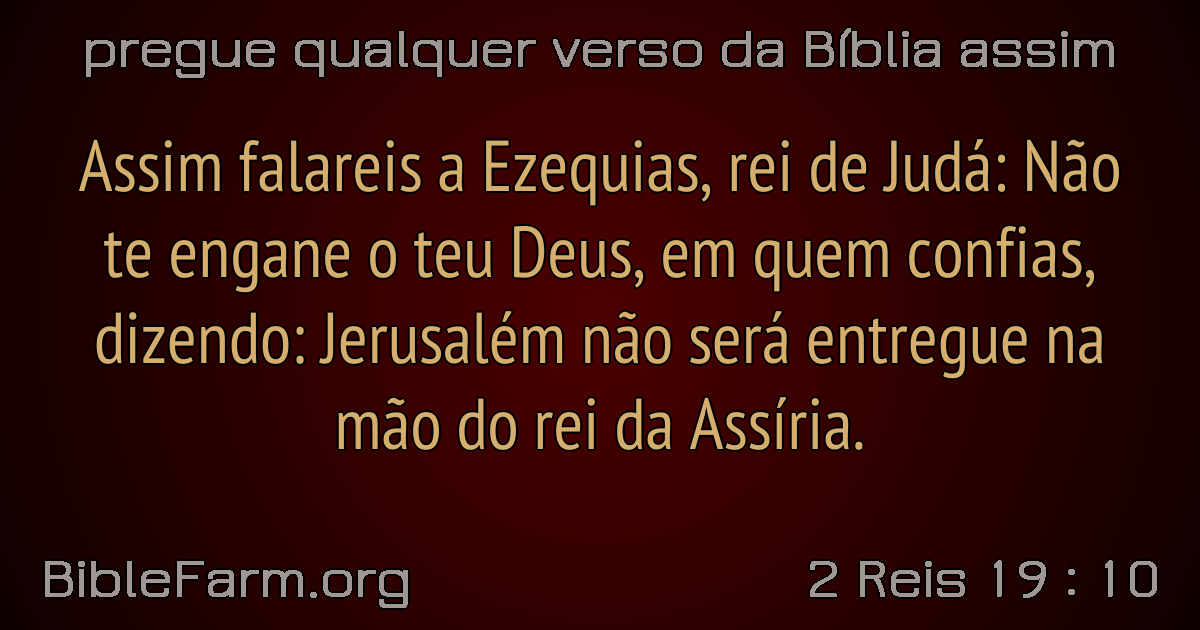 pregue qualquer verso da Bíblia assim
Assim falareis a Ezequias, rei de Judá: Não
te engane o teu Deus, em quem confias,
dizendo: Jerusalém não será entregue na
mão do rei da Assíria.
BibleFarm.org
2 Reis 19 : 10